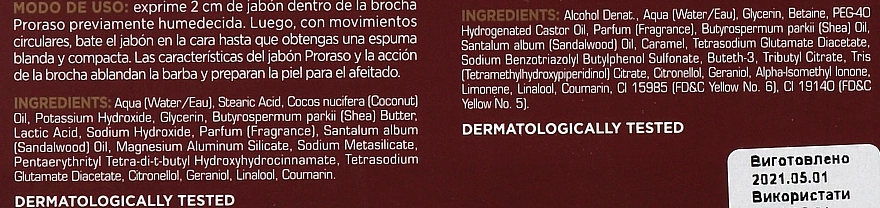 MODO DE USO: exprime 2 cm de jabón dentro de la brocha
Proraso previamente humedecida. Luego, con movimientos
circulares, bate el jabón en la cara hasta que obtengas una espuma
blanda y compacta. Las características del jabón Proraso y la acción
de la brocha ablandan la barba y preparan la piel para el afeitado.
INGREDIENTS: Aqua (Water/Eau), Stearic Acid, Cocos nucifera (Coconut)
Oil, Potassium Hydroxide, Glycerin, Butyrospermum parkii (Shea) Butter,
Lactic Acid, Sodium Hydroxide, Parfum (Fragrance), Santalum album
(Sandalwood) Oil, Magnesium Aluminum Silicate, Sodium Metasilicate,
Pentaerythrityl Tetra-di-t-butyl Hydroxyhydrocinnamate, Tetrasodium
Glutamate Diacetate, Citronellol, Geraniol, Linalool, Coumarin.
DERMATOLOGICALLY TESTED
INGREDIENTS: Alcohol Denat., Aqua (Water/Eau), Glycerin, Betaine, PEG-40
Hydrogenated Castor Oil, Parfum (Fragrance), Butyrospermum parkii (Shea) Oil,
Santalum album (Sandalwood) Oil, Caramel, Tetrasodium Glutamate Diacetate,
Sodium Benzotriazolyl Butylphenol Sulfonate, Buteth-3, Tributyl Citrate, Tris
(Tetramethylhydroxypiperidinol) Citrate, Citronellol, Geraniol, Alpha-Isomethyl Ionone,
Limonene, Linalool, Coumarin, CI 15985 (FD&C Yellow No. 6), CI 19140 (FD&C
Yellow No. 5).
DERMATOLOGICALLY TESTED
Виготовлено
2021.05.01
Використати